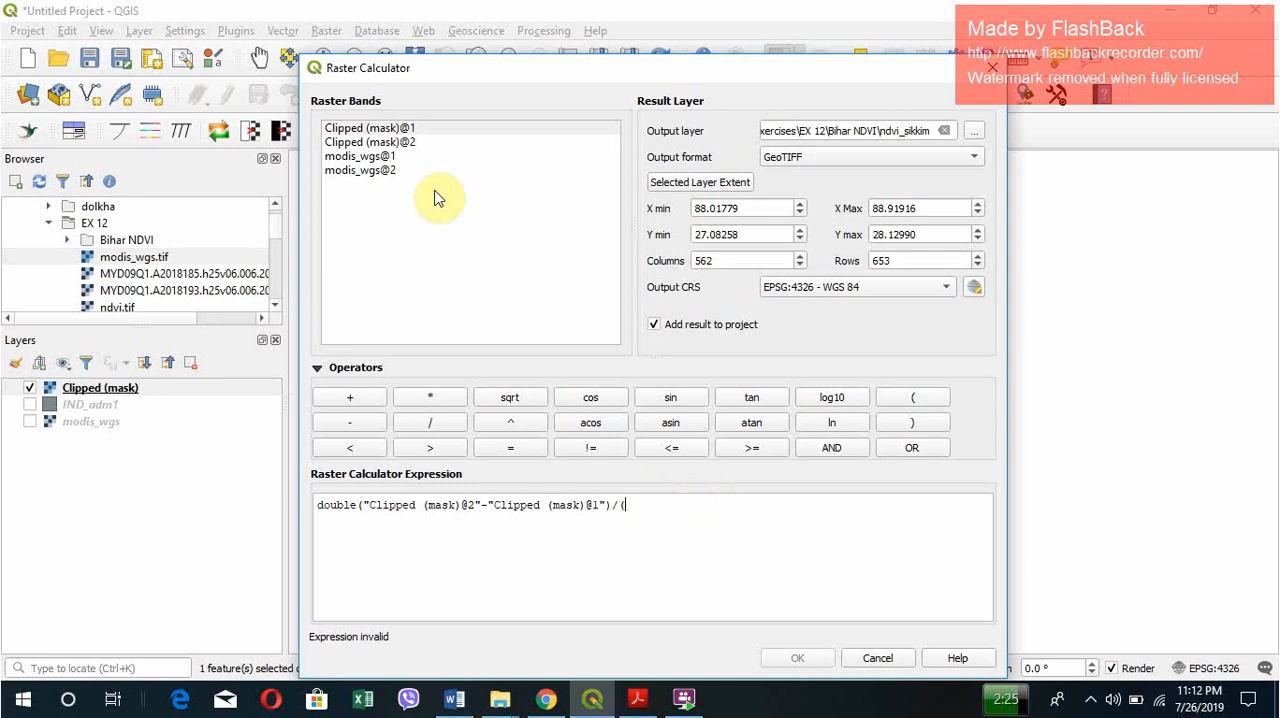 *Untitled Project - QGIS
Project Edit View Layer Settings Plugins Vector Raster Database Web Geoscience Processing Help
Made by FlashBack
http://www.flashbackrecorder.com/
Watermark removed when fully licensed
Raster Calculator
Raster Bands
Clipped (mask)@1
Clipped (mask)@2
modis_wgs@1
modis_wgs@2
Result Layer
Output layer xercises\EX 12\Bihar NDVI\ndvi_sikkim ...
Output format GeoTIFF
Selected Layer Extent
X min 88.01779 X Max 88.91916
Y min 27.08258 Y max 28.12990
Columns 562 Rows 653
Output CRS EPSG:4326 - WGS 84
Add result to project
Browser
dolkha
EX 12
Bihar NDVI
modis_wgs.tif
MYD09Q1.A2018185.h25v06.006.20
MYD09Q1.A2018193.h25v06.006.20
ndvi.tif
Layers
Clipped (mask)
IND_adm1
modis_wgs
Operators
+ * sqrt cos sin tan log10 (
- / ^ acos asin atan ln )
< > = != <= >= AND OR
Raster Calculator Expression
double("Clipped (mask)@2"-"Clipped (mask)@1")/(
Expression invalid
OK Cancel Help
Type to locate (Ctrl+K) 1 feature(s) selected 0.0 ° Render EPSG:4326
2:25
11:12 PM
7/26/2019